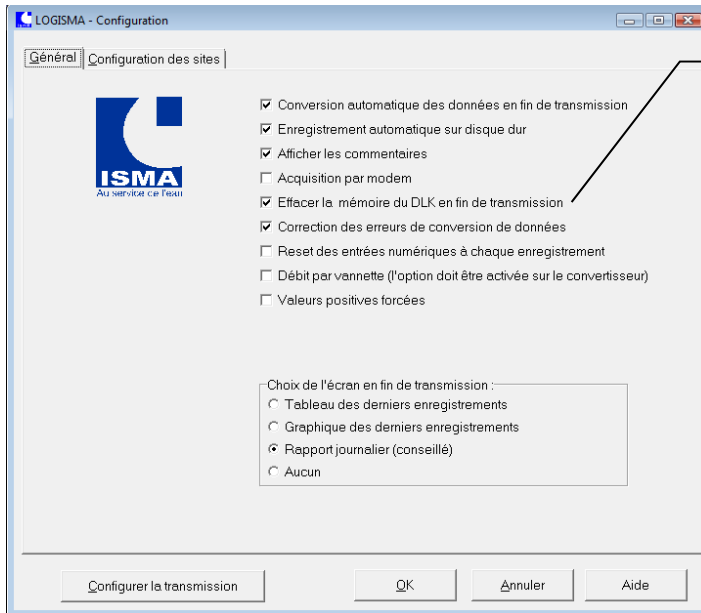 LOGISMA - Configuration
Général
Configuration des sites
ISMA
Au service de l'eau
Conversion automatique des données en fin de transmission
Enregistrement automatique sur disque dur
Afficher les commentaires
Acquisition par modem
Effacer la mémoire du DLK en fin de transmission
Correction des erreurs de conversion de données
Reset des entrées numériques à chaque enregistrement
Débit par vannette (l'option doit être activée sur le convertisseur)
Valeurs positives forcées
Choix de l'écran en fin de transmission :
Tableau des derniers enregistrements
Graphique des derniers enregistrements
Rapport journalier (conseillé)
Aucun
Configurer la transmission
OK
Annuler
Aide